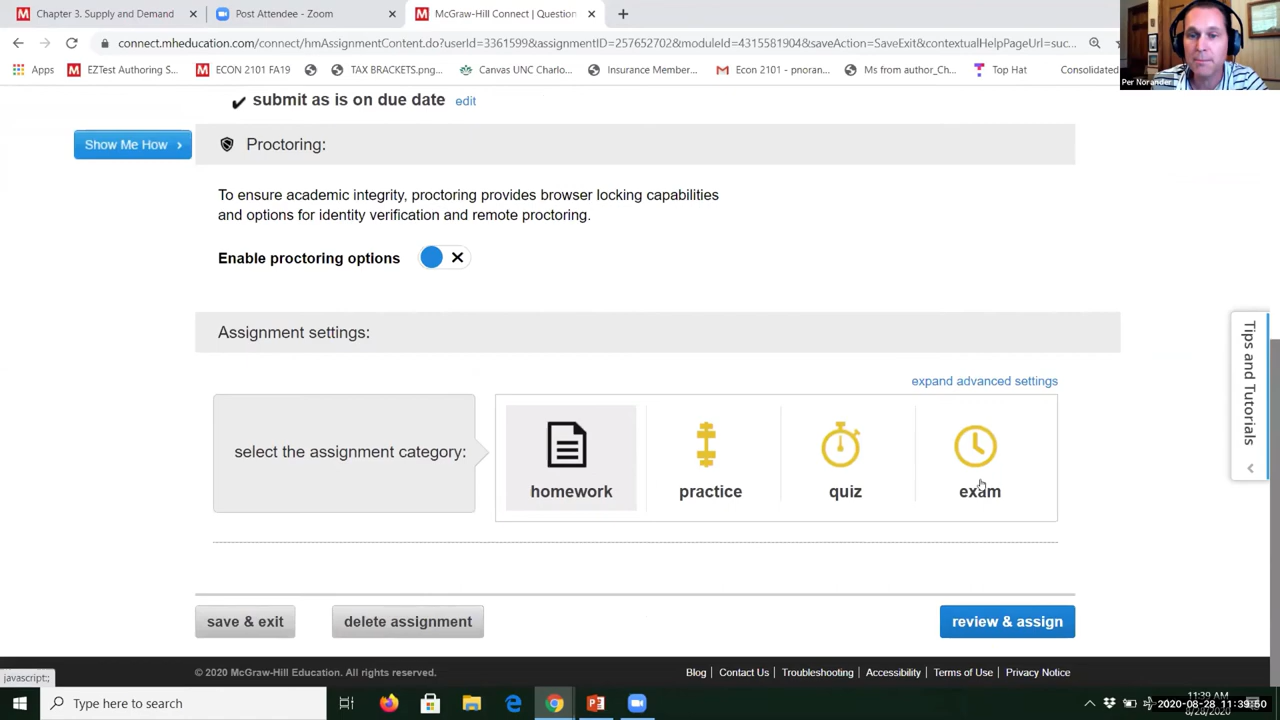 Chapter 3. Supply and Demand
Post Attendee - Zoom
McGraw-Hill Connect | Question
connect.mheducation.com/connect/hmAssignmentContent.do?userId=3361599&assignmentID=257652702&moduleId=4315581904&saveAction=SaveExit&contextualHelpPageUrl=suc...
Apps
EZTest Authoring S...
ECON 2101 FA19
TAX BRACKETS.png...
Canvas UNC Charlo...
Insurance Member...
Econ 2101 - pnoran...
Ms from author_Ch...
Top Hat
Consolidated
Per Norander
submit as is on due date edit
Show Me How
Proctoring:
To ensure academic integrity, proctoring provides browser locking capabilities
and options for identity verification and remote proctoring.
Enable proctoring options
Assignment settings:
Tips and Tutorials
expand advanced settings
select the assignment category:
homework
practice
quiz
exam
save & exit
delete assignment
review & assign
javascript:;
© 2020 McGraw-Hill Education. All rights reserved.
Blog | Contact Us | Troubleshooting | Accessibility | Terms of Use | Privacy Notice
Type here to search
11:39 AM
2020-08-28 11:39:50